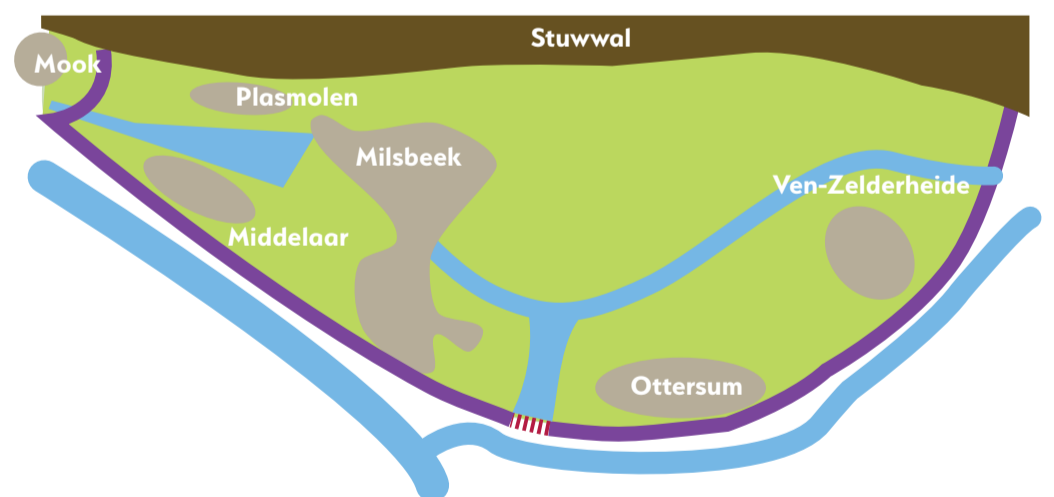 Stuwwal
Mook
Plasmolen
Milsbeek
Ven-Zelderheide
Middelaar
Ottersum